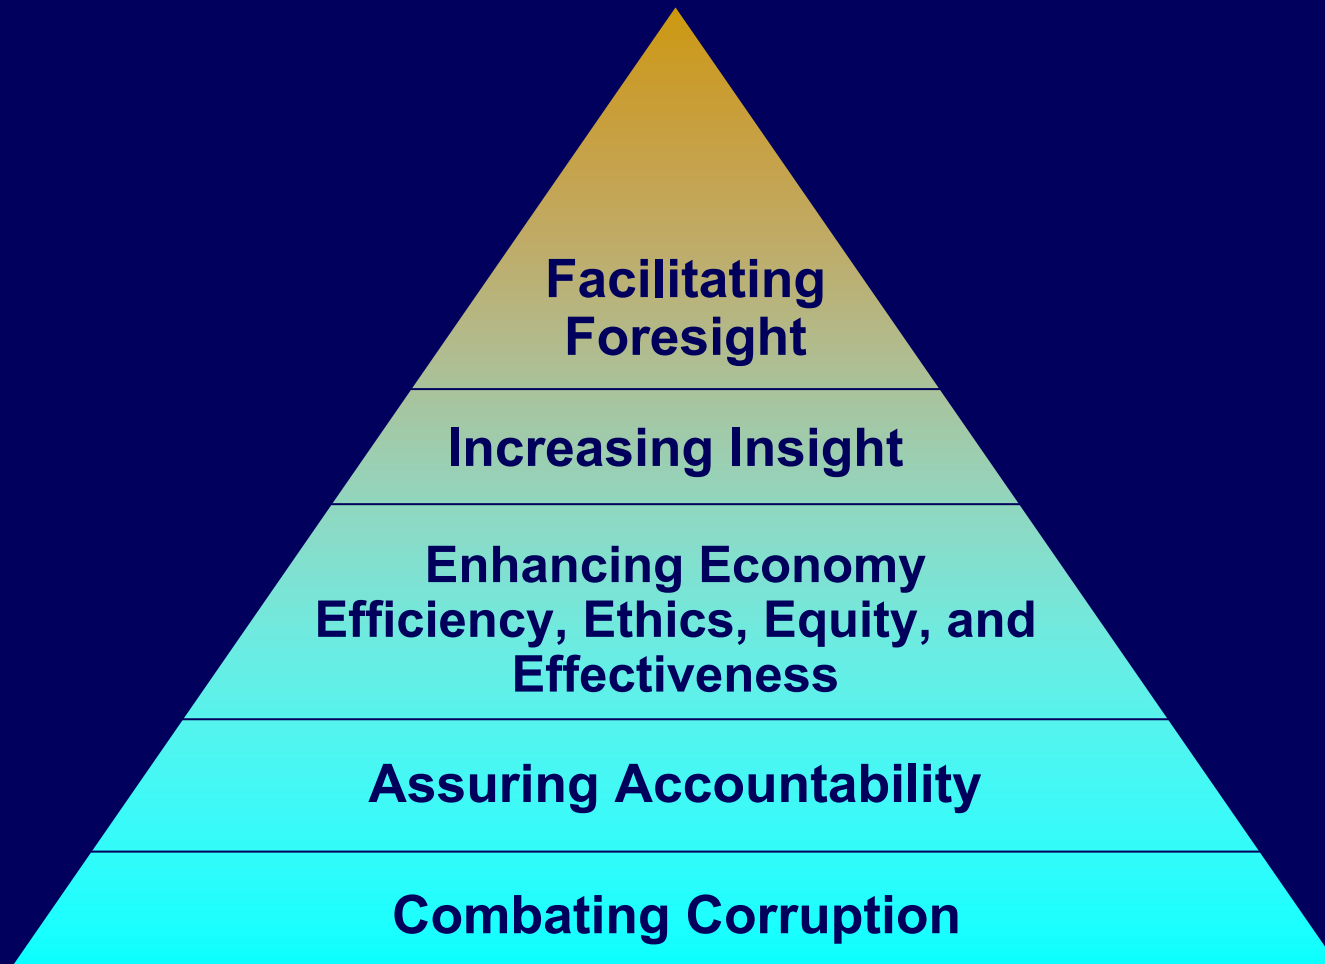 Facilitating
Foresight
Increasing Insight
Enhancing Economy
Efficiency, Ethics, Equity, and
Effectiveness
Assuring Accountability
Combating Corruption